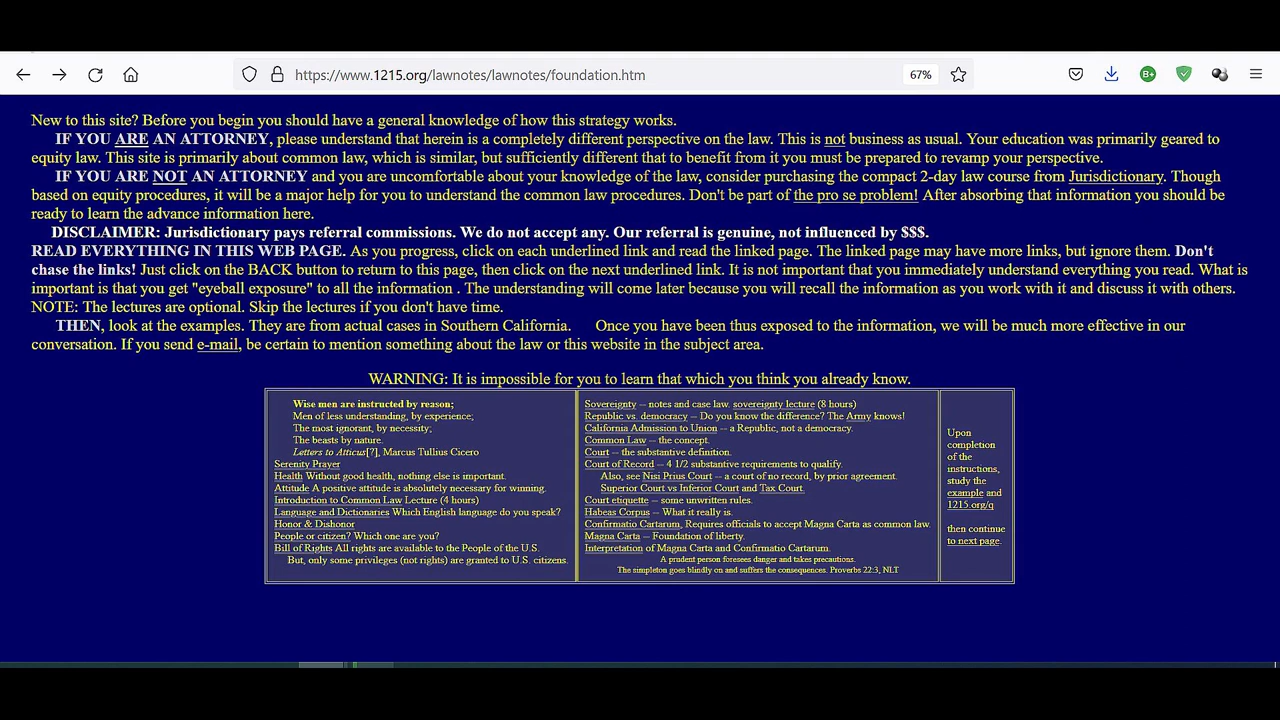 https://www.1215.org/lawnotes/lawnotes/foundation.htm
67%
New to this site? Before you begin you should have a general knowledge of how this strategy works.
IF YOU ARE AN ATTORNEY, please understand that herein is a completely different perspective on the law. This is not business as usual. Your education was primarily geared to
equity law. This site is primarily about common law, which is similar, but sufficiently different that to benefit from it you must be prepared to revamp your perspective.
IF YOU ARE NOT AN ATTORNEY and you are uncomfortable about your knowledge of the law, consider purchasing the compact 2-day law course from Jurisdictionary. Though
based on equity procedures, it will be a major help for you to understand the common law procedures. Don't be part of the pro se problem! After absorbing that information you should be
ready to learn the advance information here.
DISCLAIMER: Jurisdictionary pays referral commissions. We do not accept any. Our referral is genuine, not influenced by $$$.
READ EVERYTHING IN THIS WEB PAGE. As you progress, click on each underlined link and read the linked page. The linked page may have more links, but ignore them. Don't
chase the links! Just click on the BACK button to return to this page, then click on the next underlined link. It is not important that you immediately understand everything you read. What is
important is that you get "eyeball exposure" to all the information . The understanding will come later because you will recall the information as you work with it and discuss it with others.
NOTE: The lectures are optional. Skip the lectures if you don't have time.
THEN, look at the examples. They are from actual cases in Southern California. Once you have been thus exposed to the information, we will be much more effective in our
conversation. If you send e-mail, be certain to mention something about the law or this website in the subject area.
WARNING: It is impossible for you to learn that which you think you already know.
Wise men are instructed by reason;
Men of less understanding, by experience;
The most ignorant, by necessity;
The beasts by nature.
Letters to Atticus[?], Marcus Tullius Cicero
Serenity Prayer
Health Without good health, nothing else is important.
Attitude A positive attitude is absolutely necessary for winning.
Introduction to Common Law Lecture (4 hours)
Language and Dictionaries Which English language do you speak?
Honor & Dishonor
People or citizen? Which one are you?
Bill of Rights All rights are available to the People of the U.S.
But, only some privileges (not rights) are granted to U.S. citizens.
Sovereignty -- notes and case law, sovereignty lecture (8 hours)
Republic vs. democracy -- Do you know the difference? The Army knows!
California Admission to Union -- a Republic, not a democracy.
Common Law -- the concept.
Court -- the substantive definition.
Court of Record -- 4 1/2 substantive requirements to qualify.
Also, see Nisi Prius Court -- a court of no record, by prior agreement.
Superior Court vs Inferior Court and Tax Court.
Court etiquette -- some unwritten rules.
Habeas Corpus -- What it really is.
Confirmatio Cartarum, Requires officials to accept Magna Carta as common law.
Magna Carta -- Foundation of liberty.
Interpretation of Magna Carta and Confirmatio Cartarum.
A prudent person foresees danger and takes precautions.
The simpleton goes blindly on and suffers the consequences. Proverbs 22:3, NLT
Upon
completion
of the
instructions,
study the
example and
1215.org/q
then continue
to next page.